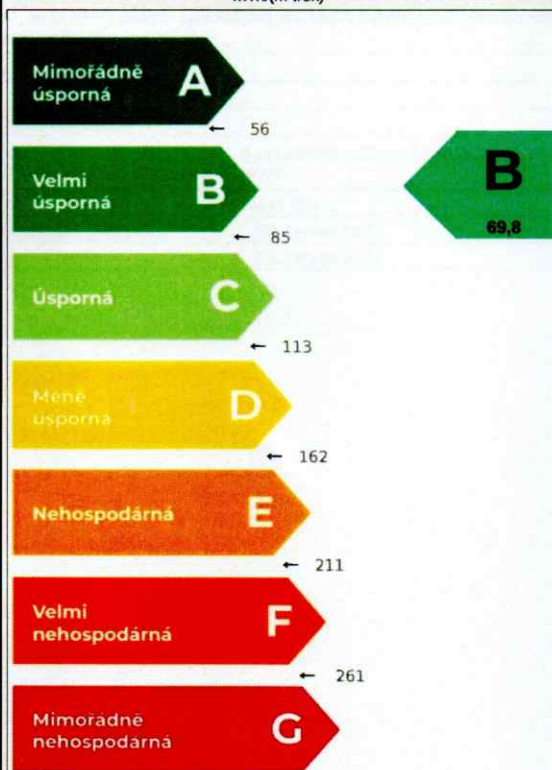 Mimořádně
úsporná
A
← 56
Velmi
úsporná
B
← 85
B
69,8
Úsporná
C
← 113
Méně
úsporná
D
← 162
Nehospodárná
E
← 211
Velmi
nehospodárná
F
← 261
Mimořádně
nehospodárná
G